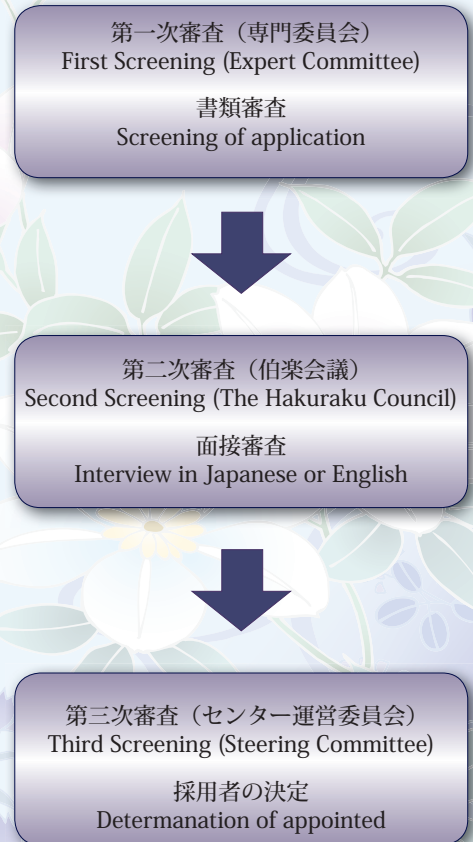 第一次審査（専門委員会）
First Screening (Expert Committee)
書類審査
Screening of application
第二次審査（伯楽会議）
Second Screening (The Hakuraku Council)
面接審査
Interview in Japanese or English
第三次審査（センター運営委員会）
Third Screening (Steering Committee)
採用者の決定
Determanation of appointed